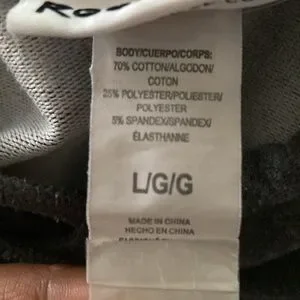 BODY/CUERPO/CORPS:
70% COTTON/ALGODON/
COTON
25% POLYESTER/POLIESTER/
POLYESTER
5% SPANDEX/SPANDEX/
ÉLASTHANNE
L/G/G
MADE IN CHINA
HECHO EN CHINA